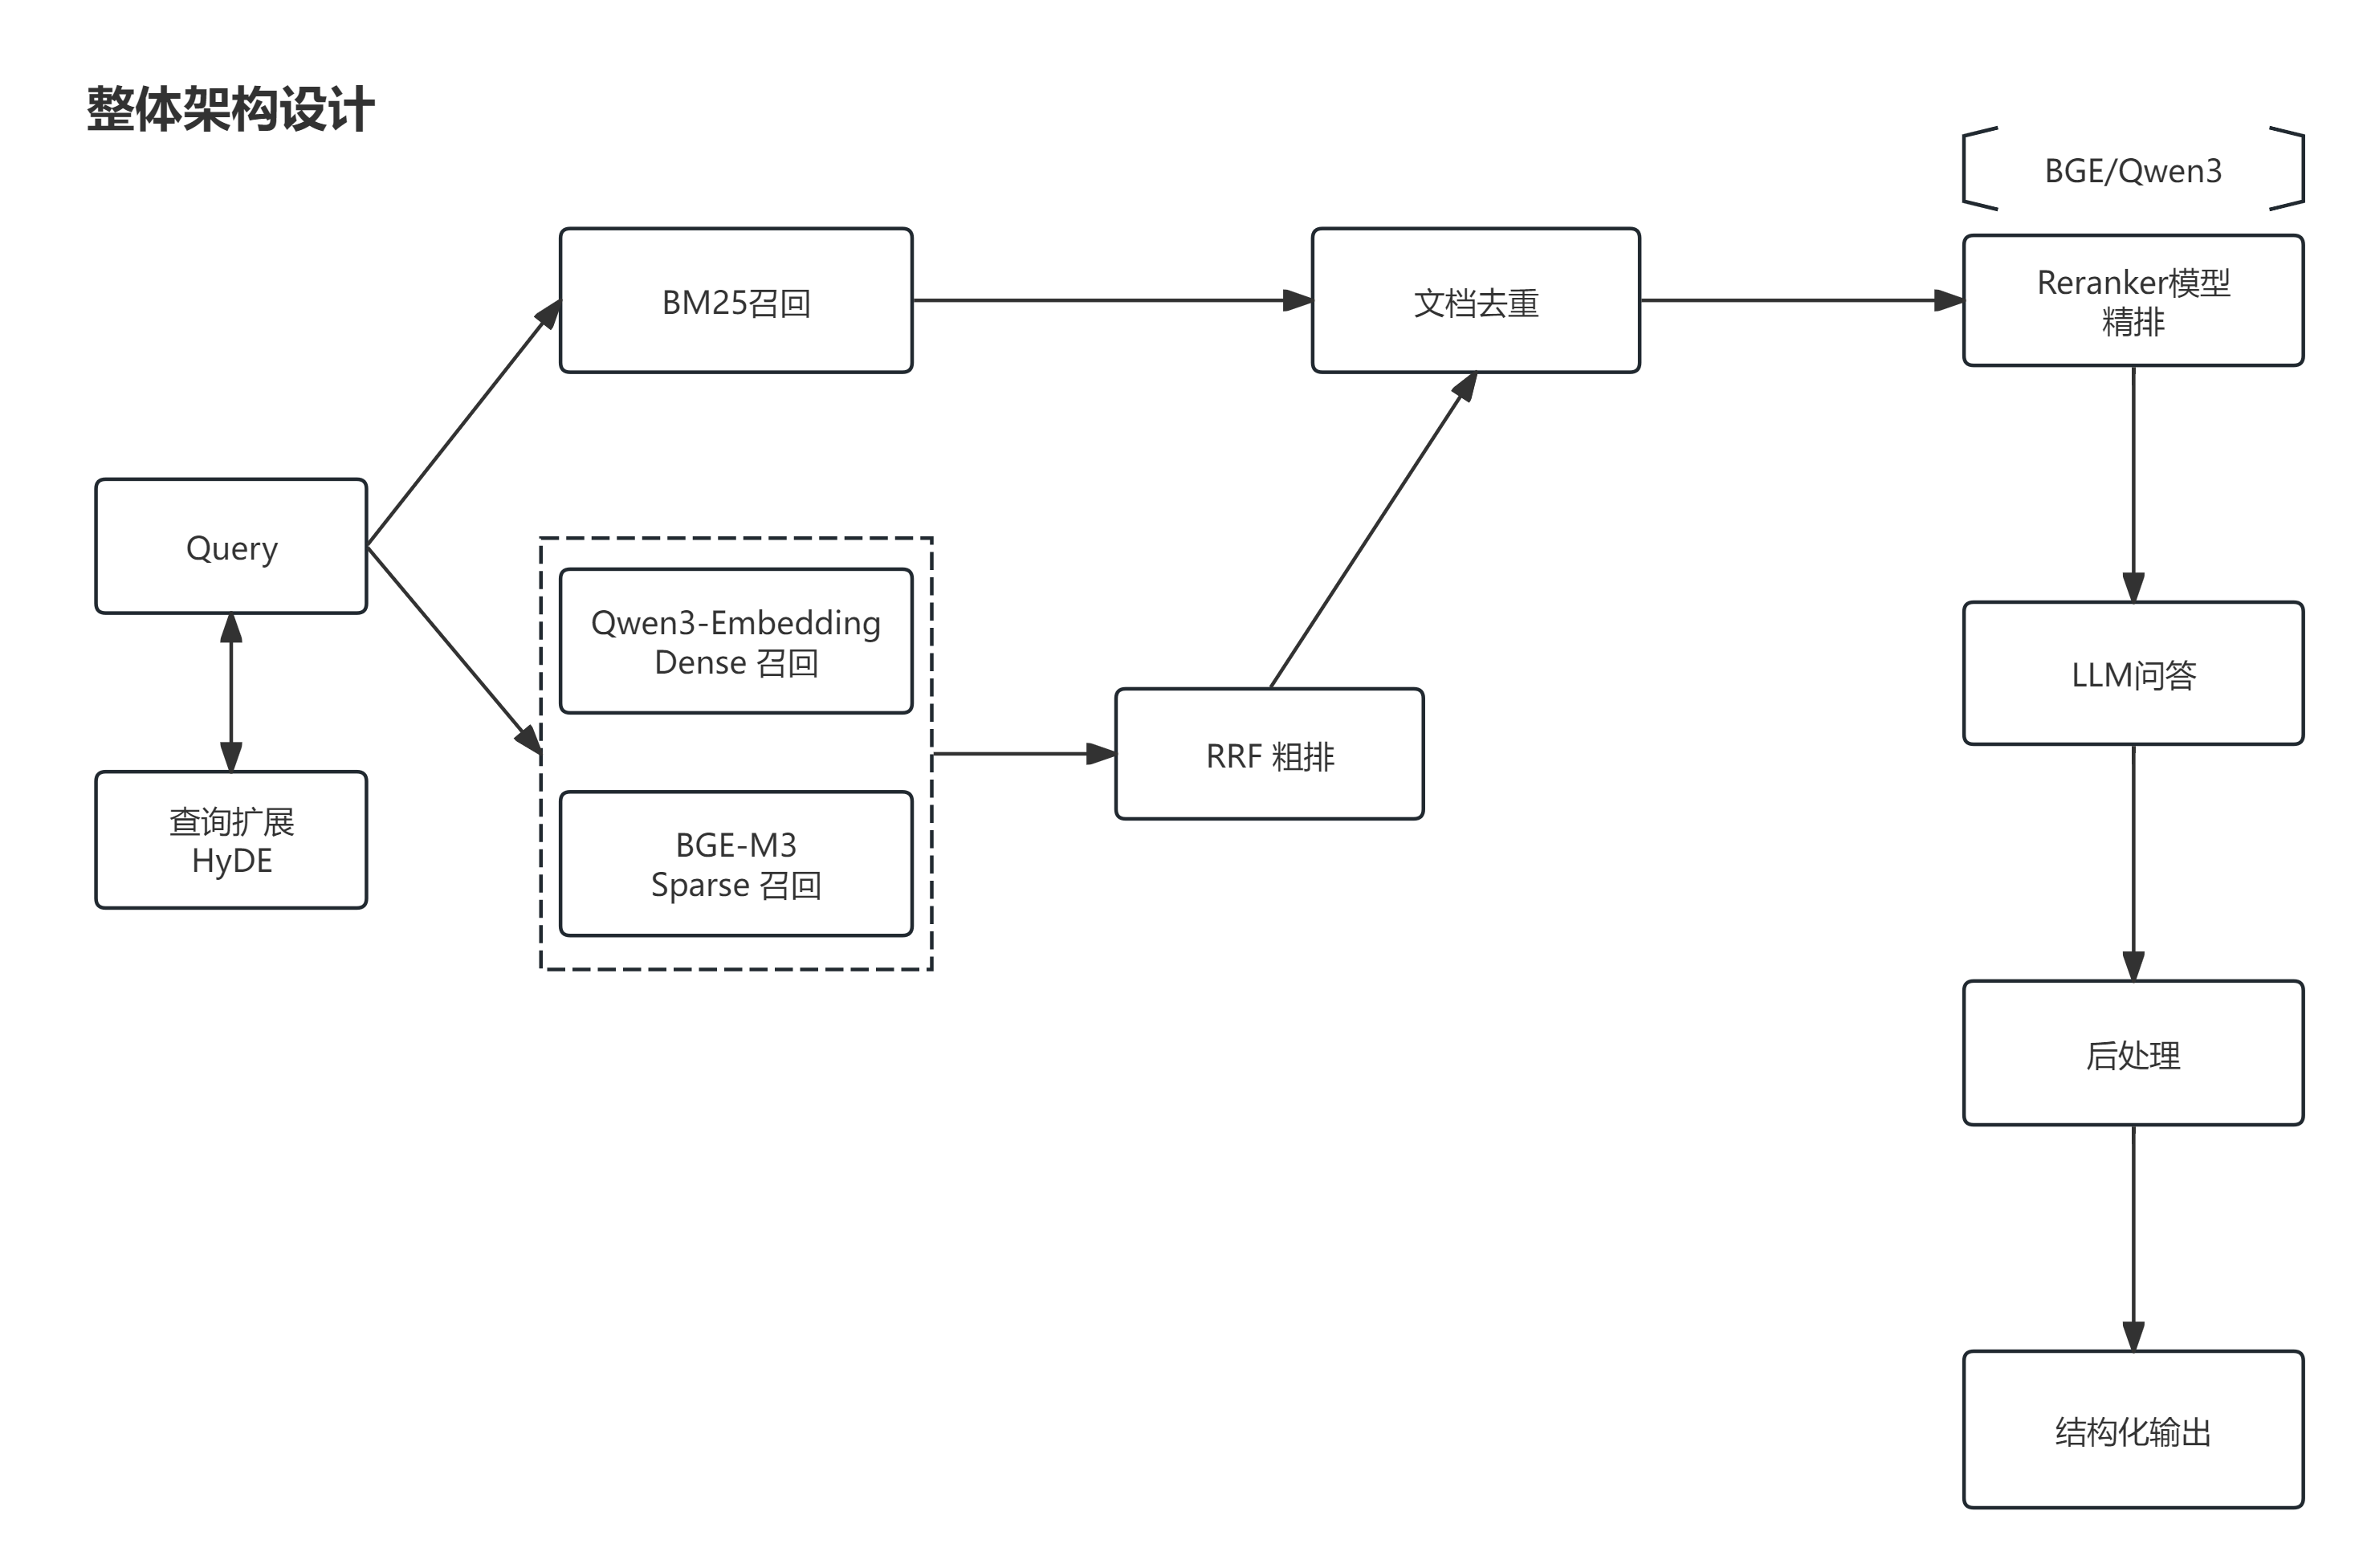 整体架构设计
BGE/Qwen3
BM25召回
文档去重
Reranker模型
精排
Query
Qwen3-Embedding
Dense 召回
LLM问答
RRF 粗排
查询扩展
HyDE
BGE-M3
Sparse 召回
后处理
结构化输出